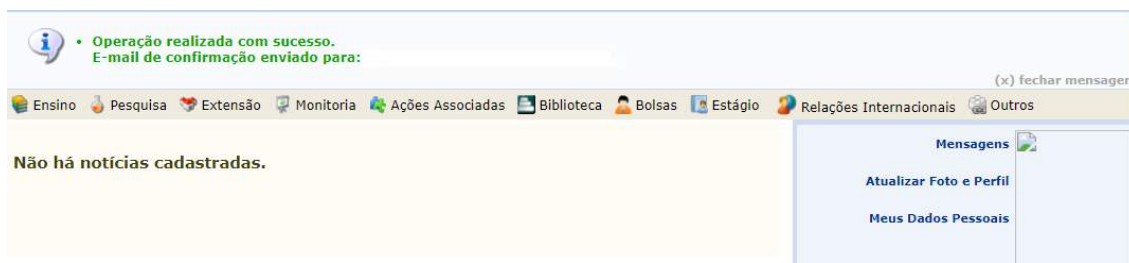 • Operação realizada com sucesso.
E-mail de confirmação enviado para:
(x) fechar mensagem
Ensino Pesquisa Extensão Monitoria Ações Associadas Biblioteca Bolsas Estágio Relações Internacionais Outros
Não há notícias cadastradas.
Mensagens
Atualizar Foto e Perfil
Meus Dados Pessoais